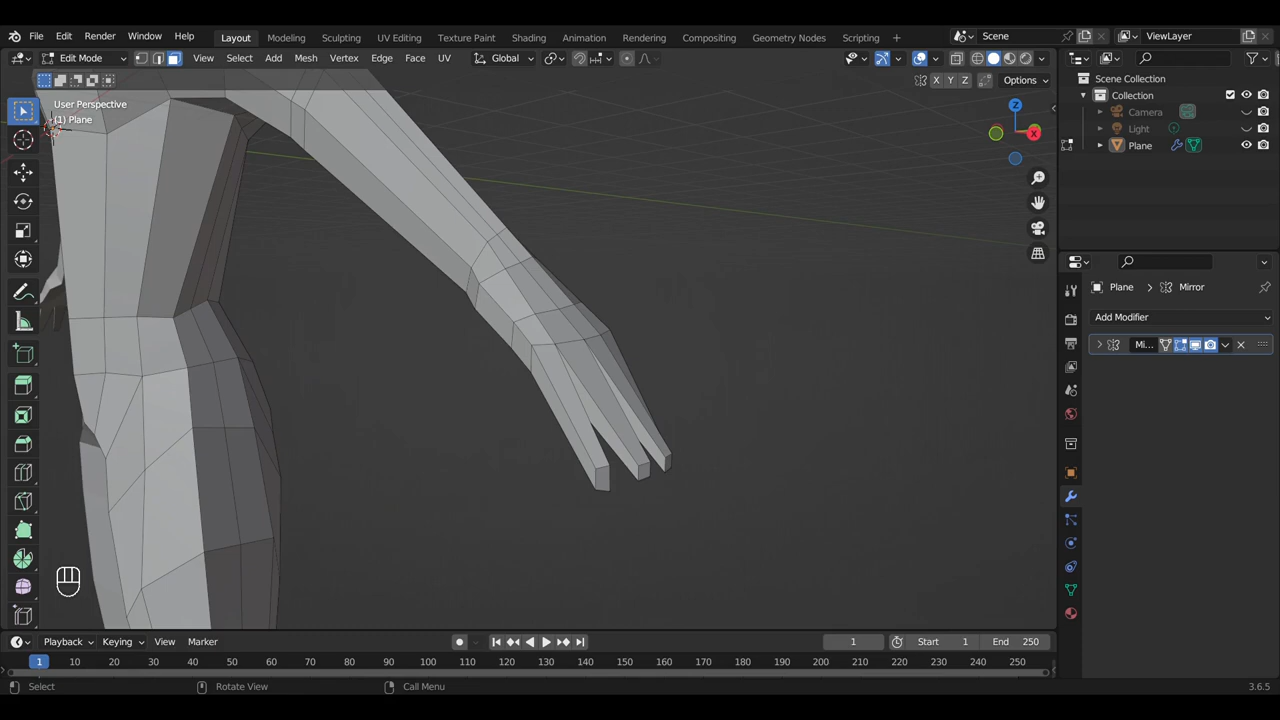 File Edit Render Window Help Layout Modeling Sculpting UV Editing Texture Paint Shading Animation Rendering Compositing Geometry Nodes Scripting + Scene ViewLayer
Edit Mode View Select Add Mesh Vertex Edge Face UV Global
X Y Z Options
Scene Collection
Collection
Camera
Light
Plane
User Perspective
(1) Plane
Z
X
Plane > Mirror
Add Modifier
Mi...
Playback Keying View Marker 1 Start 1 End 250
1 10 20 30 40 50 60 70 80 90 100 110 120 130 140 150 160 170 180 190 200 210 220 230 240 250
Select Rotate View Call Menu 3.6.5